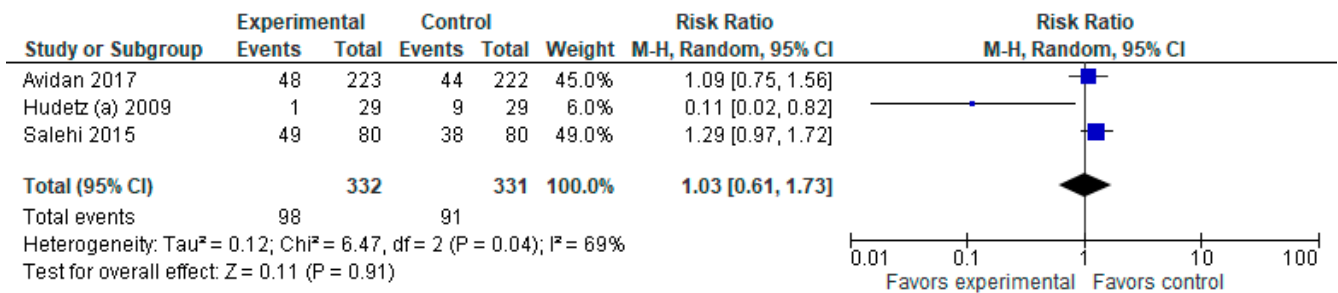 Experimental Control Risk Ratio Risk Ratio
Study or Subgroup Events Total Events Total Weight M-H, Random, 95% CI M-H, Random, 95% CI
Avidan 2017 48 223 44 222 45.0% 1.09 [0.75, 1.56]
Hudetz (a) 2009 1 29 9 29 6.0% 0.11 [0.02, 0.82]
Salehi 2015 49 80 38 80 49.0% 1.29 [0.97, 1.72]
Total (95% CI) 332 331 100.0% 1.03 [0.61, 1.73]
Total events 98 91
Heterogeneity: Tau² = 0.12; Chi² = 6.47, df = 2 (P = 0.04); I² = 69%
Test for overall effect: Z = 0.11 (P = 0.91)
0.01 0.1 1 10 100
Favors experimental Favors control